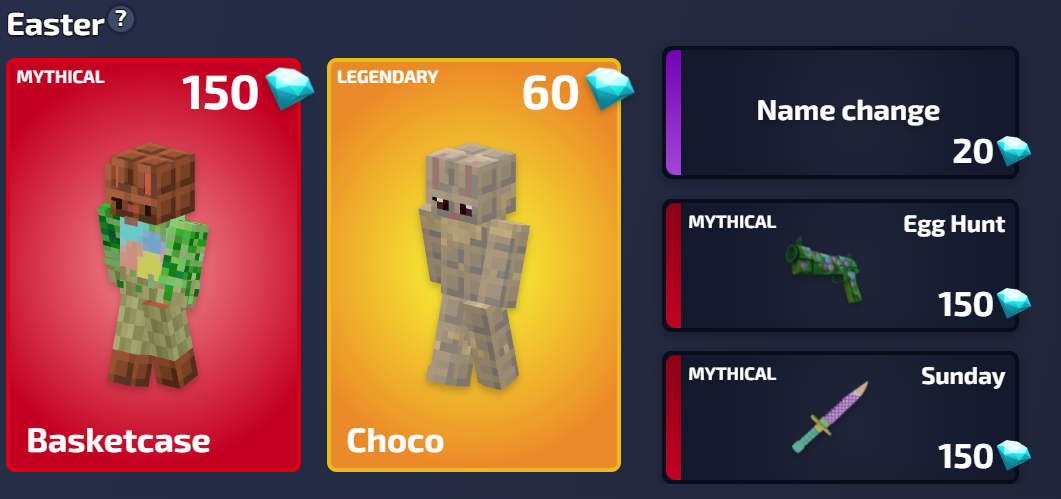 Easter ?
MYTHICAL
150
Basketcase
LEGENDARY
60
Choco
Name change
20
MYTHICAL
Egg Hunt
150
MYTHICAL
Sunday
150